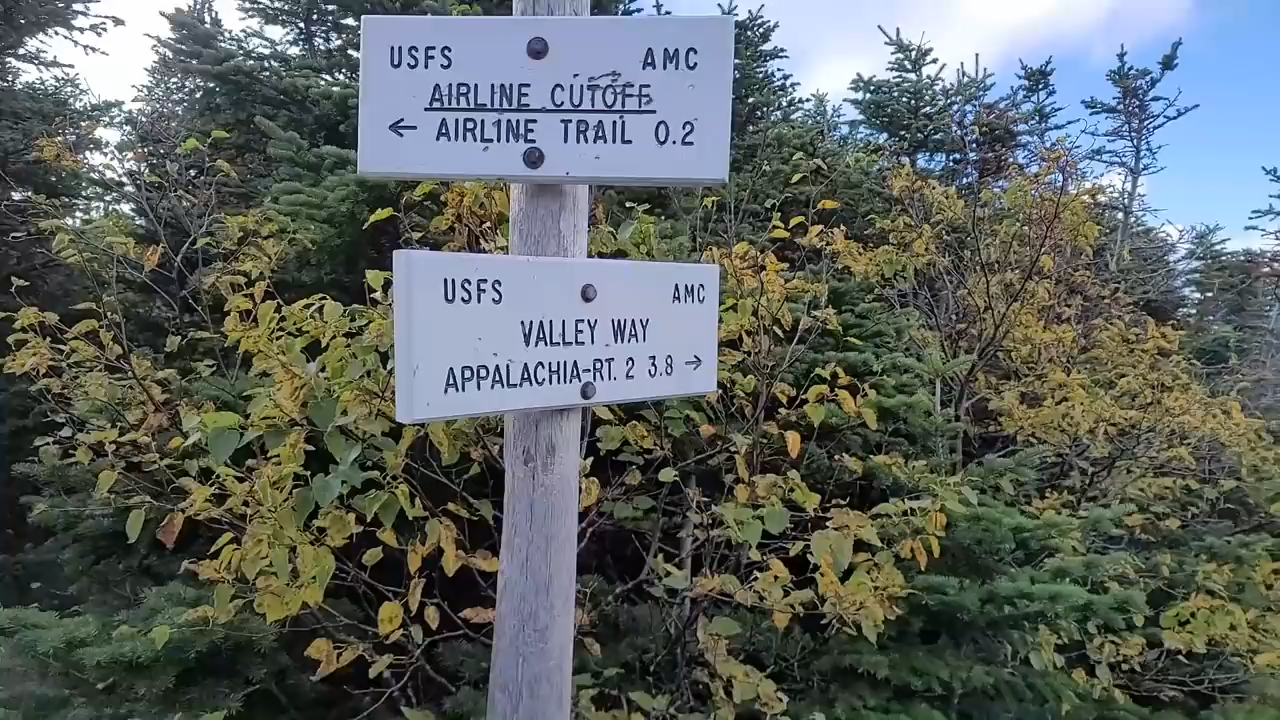 USFS AMC
AIRLINE CUTOFF
← AIRLINE TRAIL 0.2
USFS AMC
VALLEY WAY
APPALACHIA-RT. 2 3.8 →